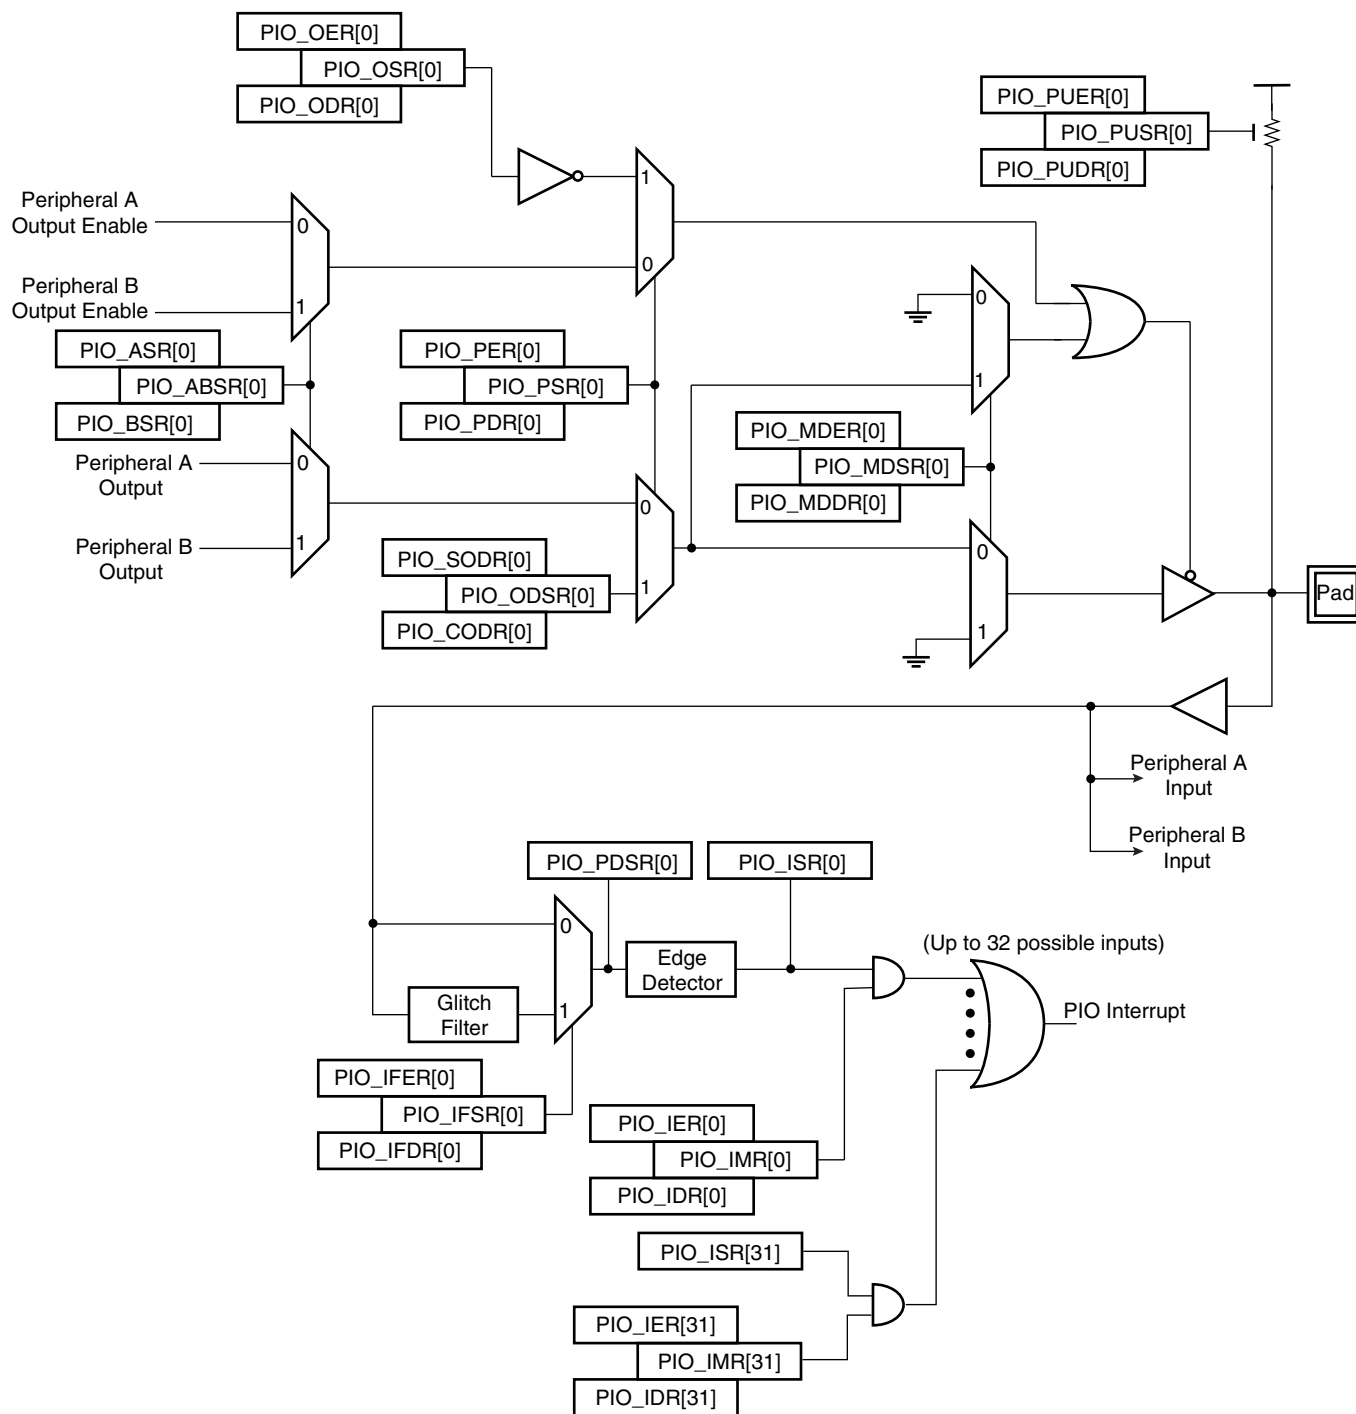 PIO_OER[0]
PIO_OSR[0]
PIO_ODR[0]
PIO_PUER[0]
PIO_PUSR[0]
PIO_PUDR[0]
1
0
Peripheral A
Output Enable
0
Peripheral B
Output Enable
1
0
1
PIO_ASR[0]
PIO_ABSR[0]
PIO_BSR[0]
PIO_PER[0]
PIO_PSR[0]
PIO_PDR[0]
PIO_MDER[0]
PIO_MDSR[0]
PIO_MDDR[0]
Peripheral A
Output
0
Peripheral B
Output
1
0
1
PIO_SODR[0]
PIO_ODSR[0]
PIO_CODR[0]
0
1
Pad
Peripheral A
Input
Peripheral B
Input
PIO_PDSR[0]
PIO_ISR[0]
0
1
Edge
Detector
Glitch
Filter
(Up to 32 possible inputs)
PIO Interrupt
PIO_IFER[0]
PIO_IFSR[0]
PIO_IFDR[0]
PIO_IER[0]
PIO_IMR[0]
PIO_IDR[0]
PIO_ISR[31]
PIO_IER[31]
PIO_IMR[31]
PIO_IDR[31]